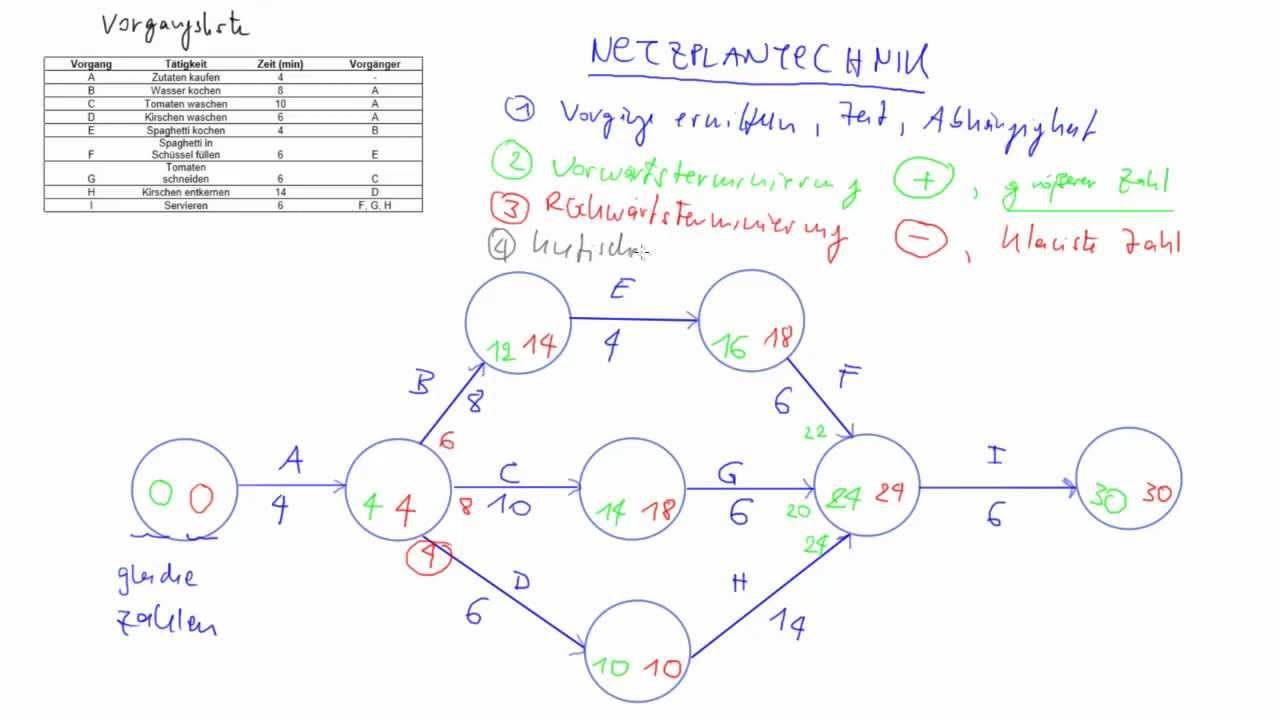 Vorgangsliste
Vorgang Tätigkeit Zeit (min) Vorgänger
A Zutaten kaufen 4 -
B Wasser kochen 8 A
C Tomaten waschen 10 A
D Kirschen waschen 6 A
E Spaghetti kochen 4 B
F Spaghetti in Schüssel füllen 6 E
G Tomaten schneiden 6 C
H Kirschen entkernen 14 D
I Servieren 6 F, G, H
NETZPLANTECHNIK
1 Vorgänge ermitteln, Zeit, Abhängigkeit
2 Vorwärtsterminierung +, größerer Zahl
3 Rückwärtsterminierung -, kleinste Zahl
4 kritisch
E
4
12 14
16 18
B
8
F
6
22
6
A
4
0 0
4 4
8
C
10
14 18
G
6
20
24 24
I
6
30 30
4
24
D
6
H
14
10 10
gleiche
Zahlen